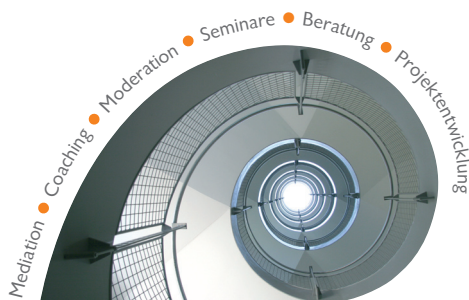 Mediation • Coaching • Moderation • Seminare • Beratung • Projektentwicklung